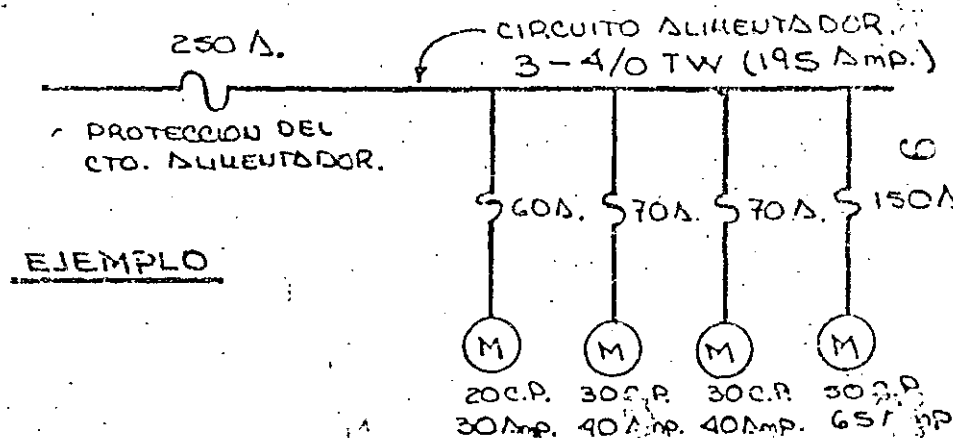 250 A.
CIRCUITO ALIMENTADOR.
3-4/0 TW (195 Amp.)
PROTECCION DEL
CTO. ALIMENTADOR.
60A. 70A. 70A. 150A
EJEMPLO
M M M M
20 C.P. 30 C.P. 30 C.P. 50 C.P.
30 Amp. 40 Amp. 40 Amp. 65